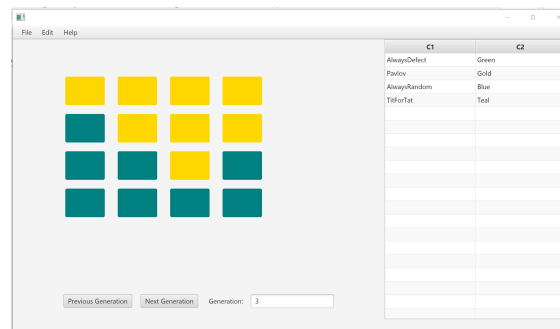 File Edit Help
C1 C2
AlwaysDefect Green
Pavlov Gold
AlwaysRandom Blue
TitForTat Teal
Previous Generation Next Generation Generation: 3